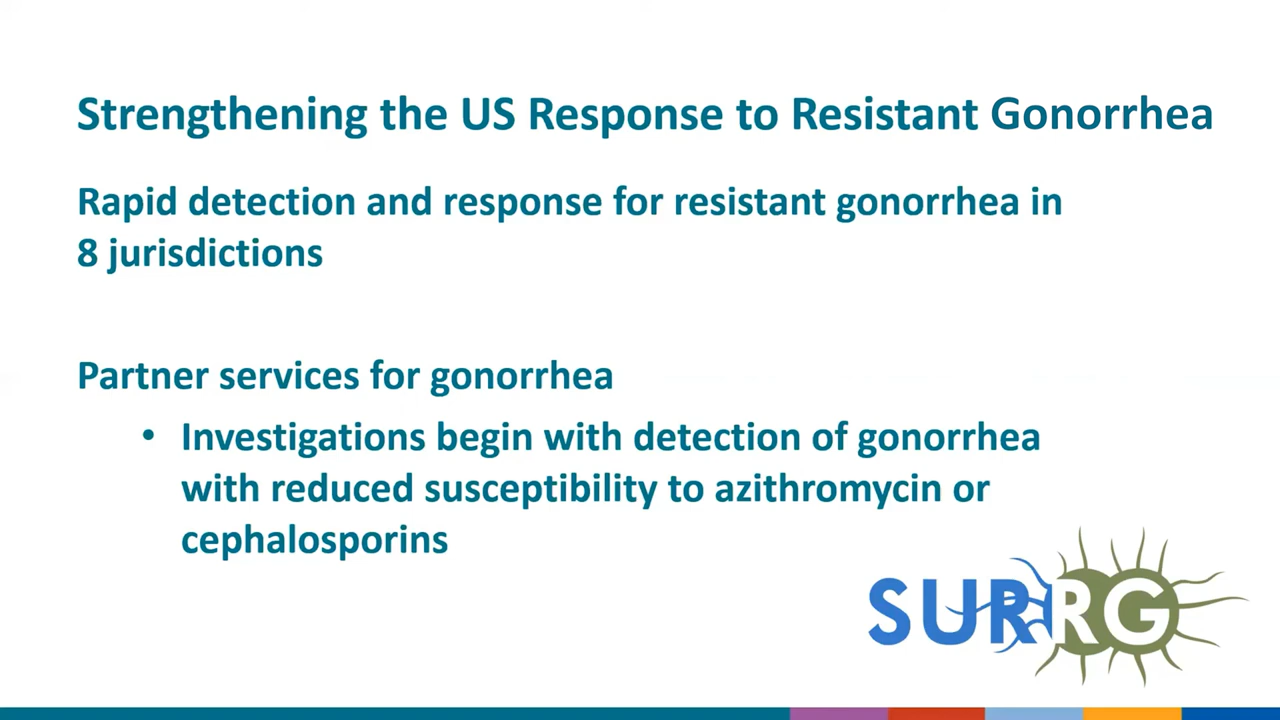 Strengthening the US Response to Resistant Gonorrhea
Rapid detection and response for resistant gonorrhea in
8 jurisdictions
Partner services for gonorrhea
• Investigations begin with detection of gonorrhea
with reduced susceptibility to azithromycin or
cephalosporins
SURRG